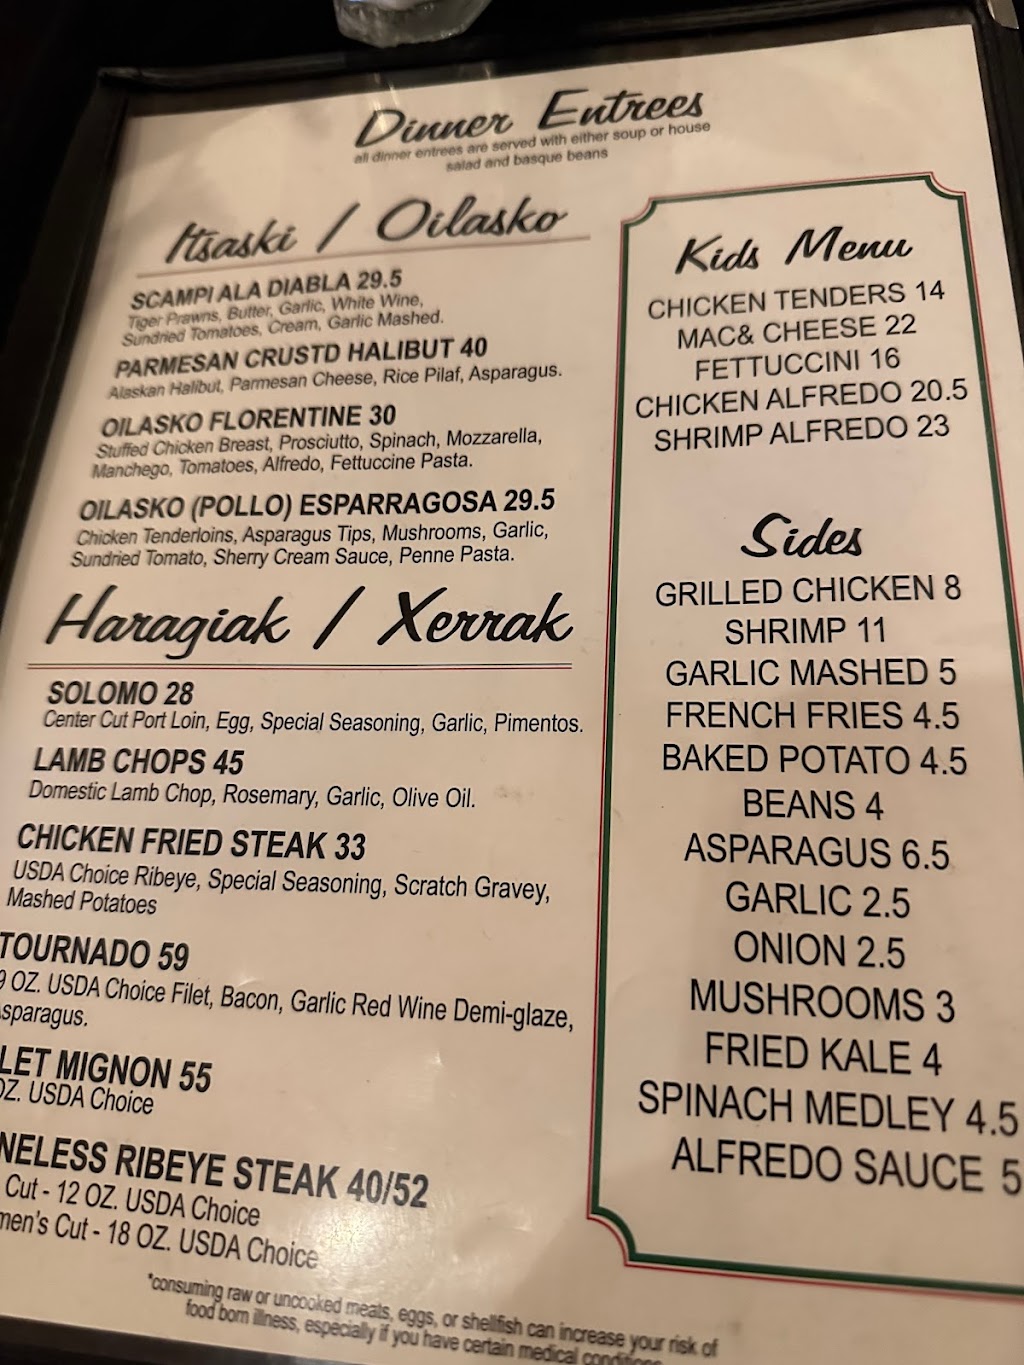 Dinner Entrees
all dinner entrees are served with either soup or house
salad and basque beans
Itsaski / Oilasko
SCAMPI ALA DIABLA 29.5
Tiger Prawns, Butter, Garlic, White Wine,
Sundried Tomatoes, Cream, Garlic Mashed.
PARMESAN CRUSTD HALIBUT 40
Alaskan Halibut, Parmesan Cheese, Rice Pilaf, Asparagus.
OILASKO FLORENTINE 30
Stuffed Chicken Breast, Prosciutto, Spinach, Mozzarella,
Manchego, Tomatoes, Alfredo, Fettuccine Pasta.
OILASKO (POLLO) ESPARRAGOSA 29.5
Chicken Tenderloins, Asparagus Tips, Mushrooms, Garlic,
Sundried Tomato, Sherry Cream Sauce, Penne Pasta.
Haragiak / Xerrak
SOLOMO 28
Center Cut Port Loin, Egg, Special Seasoning, Garlic, Pimentos.
LAMB CHOPS 45
Domestic Lamb Chop, Rosemary, Garlic, Olive Oil.
CHICKEN FRIED STEAK 33
USDA Choice Ribeye, Special Seasoning, Scratch Gravey,
Mashed Potatoes
TOURNADO 59
9 OZ. USDA Choice Filet, Bacon, Garlic Red Wine Demi-glaze,
sparagus.
LET MIGNON 55
OZ. USDA Choice
NELESS RIBEYE STEAK 40/52
Cut - 12 OZ. USDA Choice
men's Cut - 18 OZ. USDA Choice
*consuming raw or uncooked meats, eggs, or shellfish can increase your risk of
food born illness, especially if you have certain medical conditions
Kids Menu
CHICKEN TENDERS 14
MAC& CHEESE 22
FETTUCCINI 16
CHICKEN ALFREDO 20.5
SHRIMP ALFREDO 23
Sides
GRILLED CHICKEN 8
SHRIMP 11
GARLIC MASHED 5
FRENCH FRIES 4.5
BAKED POTATO 4.5
BEANS 4
ASPARAGUS 6.5
GARLIC 2.5
ONION 2.5
MUSHROOMS 3
FRIED KALE 4
SPINACH MEDLEY 4.5
ALFREDO SAUCE 5